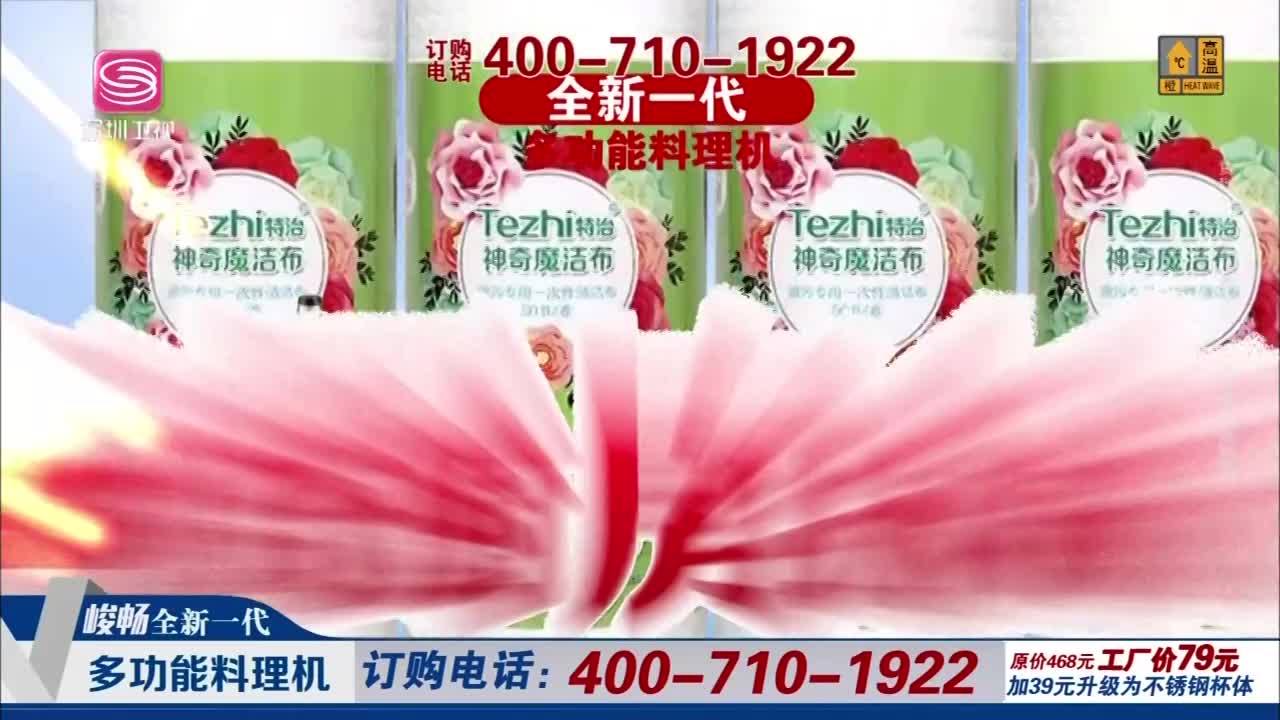 订购电话 400-710-1922
全新一代
多功能料理机
深圳卫视
℃ 高温
橙 HEAT WAVE
Tezhi特治
神奇魔洁布
Tezhi特治
神奇魔洁布
Tezhi特治
神奇魔洁布
Tezhi特治
神奇魔洁布
峻畅全新一代
多功能料理机
订购电话：400-710-1922
原价468元 工厂价79元
加39元升级为不锈钢杯体